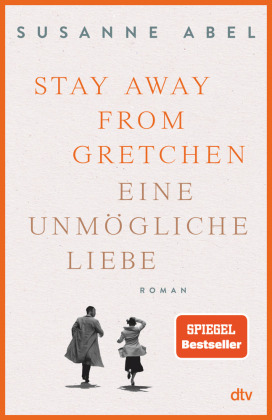 SUSANNE ABEL
STAY AWAY
FROM
GRETCHEN
EINE
UNMÖGLICHE
LIEBE
ROMAN
SPIEGEL
Bestseller
dtv